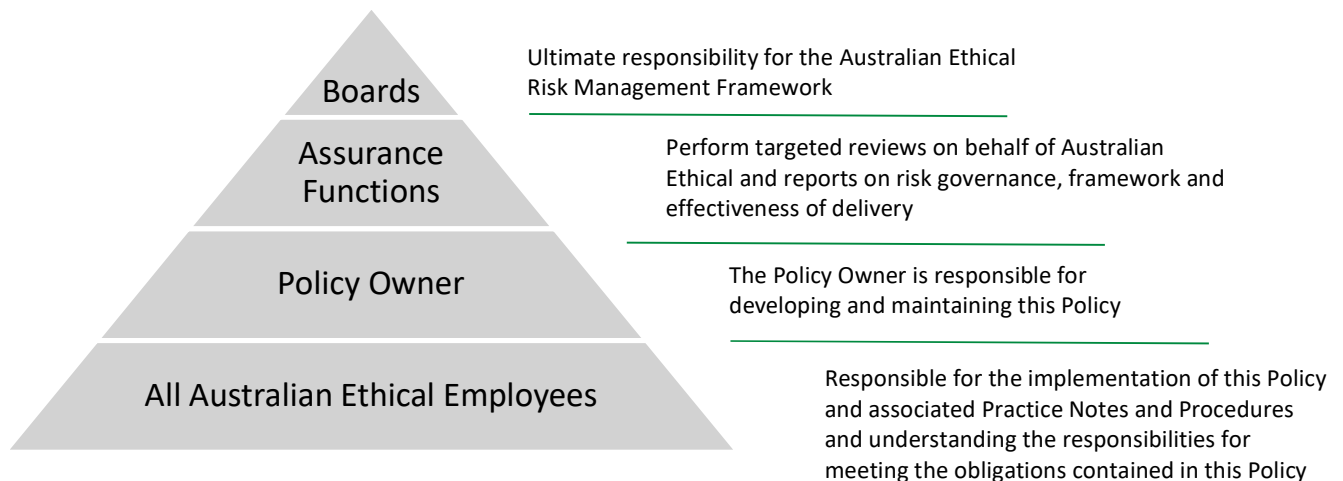 Boards
Ultimate responsibility for the Australian Ethical
Risk Management Framework
Assurance
Functions
Perform targeted reviews on behalf of Australian
Ethical and reports on risk governance, framework and
effectiveness of delivery
Policy Owner
The Policy Owner is responsible for
developing and maintaining this Policy
All Australian Ethical Employees
Responsible for the implementation of this Policy
and associated Practice Notes and Procedures
and understanding the responsibilities for
meeting the obligations contained in this Policy